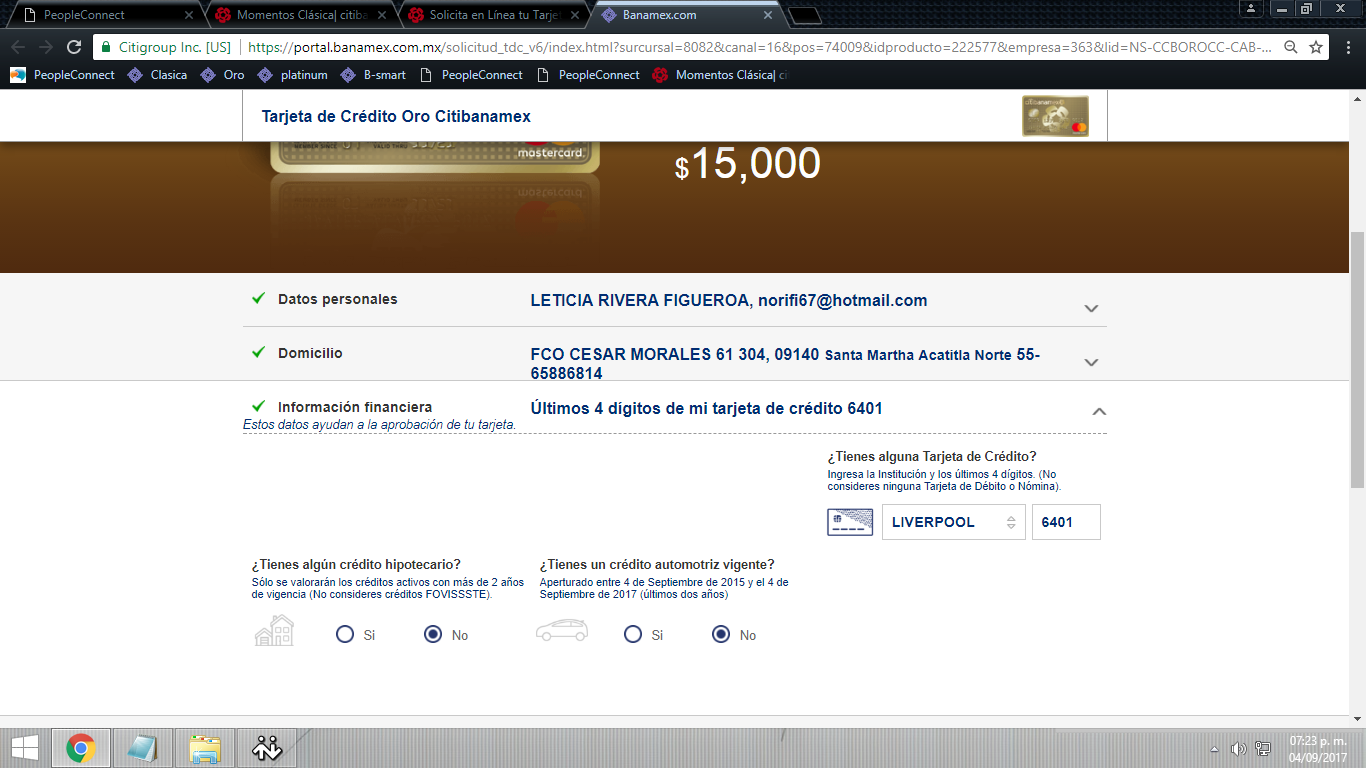 PeopleConnect
Momentos Clásica| citiba
Solicita en Línea tu Tarje
Banamex.com
Citigroup Inc. [US]
https://portal.banamex.com.mx/solicitud_tdc_v6/index.html?surcursal=8082&canal=16&pos=74009&idproducto=222577&empresa=363&lid=NS-CCBOROCC-CAB-...
PeopleConnect
Clasica
Oro
platinum
B-smart
PeopleConnect
PeopleConnect
Momentos Clásica| ci
Tarjeta de Crédito Oro Citibanamex
mastercard
$15,000
Datos personales
LETICIA RIVERA FIGUEROA, norifi67@hotmail.com
Domicilio
FCO CESAR MORALES 61 304, 09140 Santa Martha Acatitla Norte 55-
65886814
Información financiera
Últimos 4 dígitos de mi tarjeta de crédito 6401
Estos datos ayudan a la aprobación de tu tarjeta.
¿Tienes alguna Tarjeta de Crédito?
Ingresa la Institución y los últimos 4 dígitos. (No
consideres ninguna Tarjeta de Débito o Nómina).
LIVERPOOL
6401
¿Tienes algún crédito hipotecario?
Sólo se valorarán los créditos activos con más de 2 años
de vigencia (No consideres créditos FOVISSSTE).
Si
No
¿Tienes un crédito automotriz vigente?
Aperturado entre 4 de Septiembre de 2015 y el 4 de
Septiembre de 2017 (últimos dos años)
Si
No
07:23 p. m.
04/09/2017